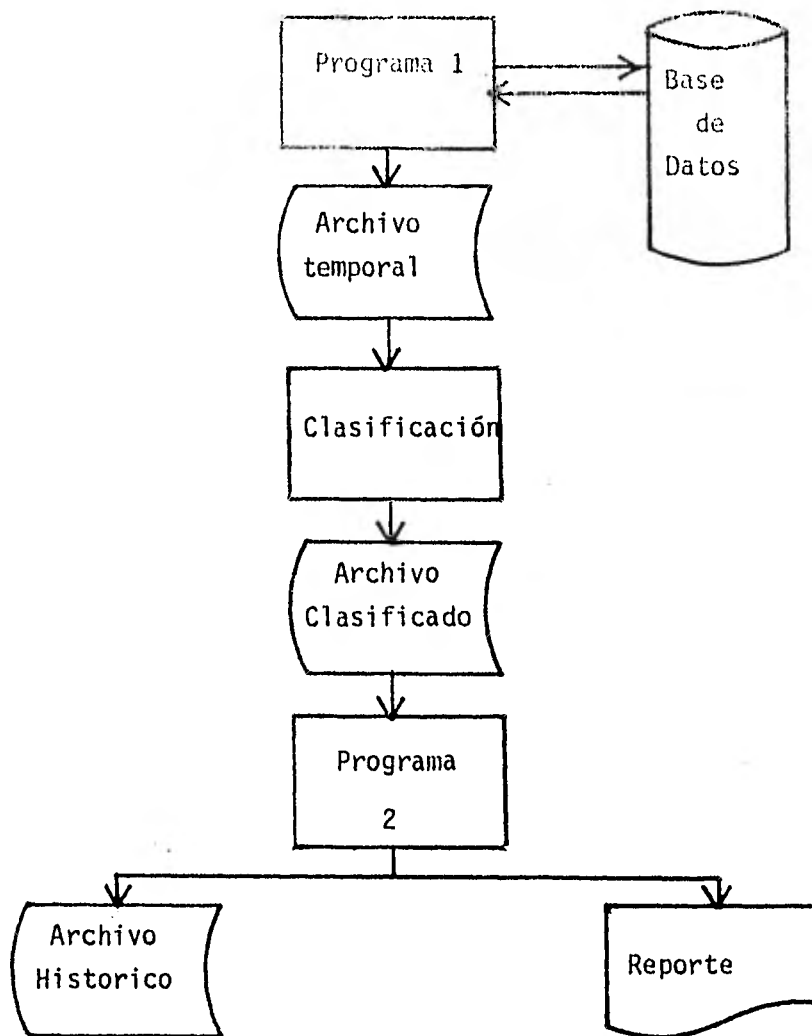 Programa 1
Base
de
Datos
Archivo
temporal
Clasificación
Archivo
Clasificado
Programa
2
Archivo
Historico
Reporte